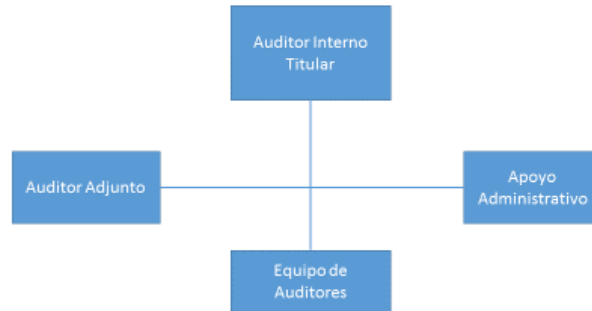 Auditor Interno
Titular
Auditor Adjunto
Apoyo
Administrativo
Equipo de
Auditores